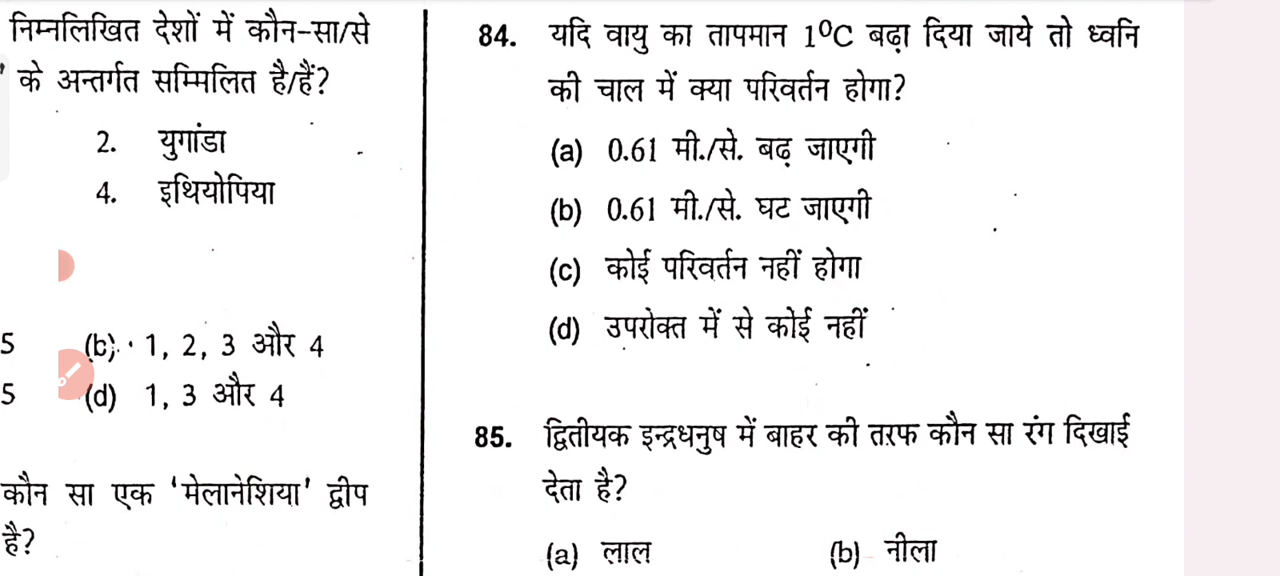 निम्नलिखित देशों में कौन-सा/से
' के अन्तर्गत सम्मिलित है/हैं?
2. युगांडा
4. इथियोपिया
5 (b) 1, 2, 3 और 4
5 (d) 1, 3 और 4
कौन सा एक 'मेलानेशिया' द्वीप
है?
84. यदि वायु का तापमान 1⁰C बढ़ा दिया जाये तो ध्वनि
की चाल में क्या परिवर्तन होगा?
(a) 0.61 मी./से. बढ़ जाएगी
(b) 0.61 मी./से. घट जाएगी
(c) कोई परिवर्तन नहीं होगा
(d) उपरोक्त में से कोई नहीं
85. द्वितीयक इन्द्रधनुष में बाहर की तरफ कौन सा रंग दिखाई
देता है?
(a) लाल (b) नीला